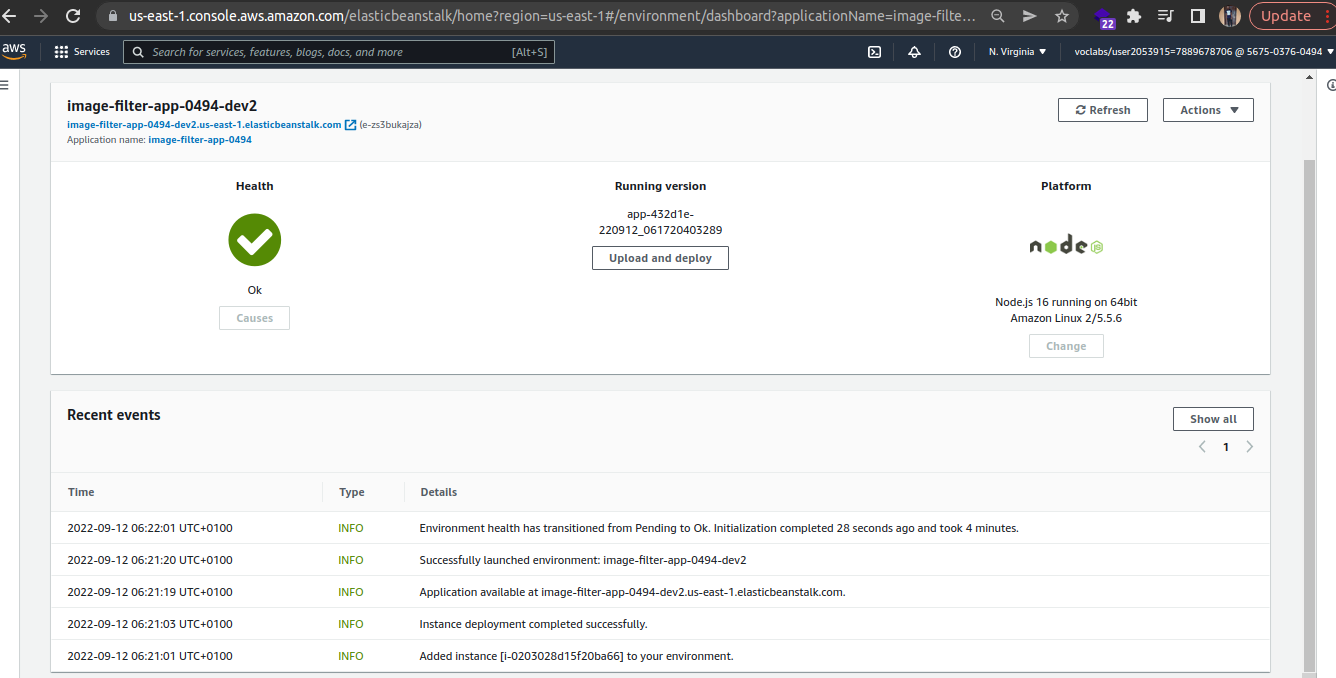 us-east-1.console.aws.amazon.com/elasticbeanstalk/home?region=us-east-1#/environment/dashboard?applicationName=image-filte...
22
Update
aws
Services
Search for services, features, blogs, docs, and more
[Alt+S]
N. Virginia
voclabs/user2053915=7889678706 @ 5675-0376-0494
image-filter-app-0494-dev2
Refresh
Actions
image-filter-app-0494-dev2.us-east-1.elasticbeanstalk.com (e-zs3bukajza)
Application name: image-filter-app-0494
Health
Ok
Causes
Running version
app-432d1e-
220912_061720403289
Upload and deploy
Platform
node
JS
Node.js 16 running on 64bit
Amazon Linux 2/5.5.6
Change
Recent events
Show all
1
Time Type Details
2022-09-12 06:22:01 UTC+0100 INFO Environment health has transitioned from Pending to Ok. Initialization completed 28 seconds ago and took 4 minutes.
2022-09-12 06:21:20 UTC+0100 INFO Successfully launched environment: image-filter-app-0494-dev2
2022-09-12 06:21:19 UTC+0100 INFO Application available at image-filter-app-0494-dev2.us-east-1.elasticbeanstalk.com.
2022-09-12 06:21:03 UTC+0100 INFO Instance deployment completed successfully.
2022-09-12 06:21:01 UTC+0100 INFO Added instance [i-0203028d15f20ba66] to your environment.